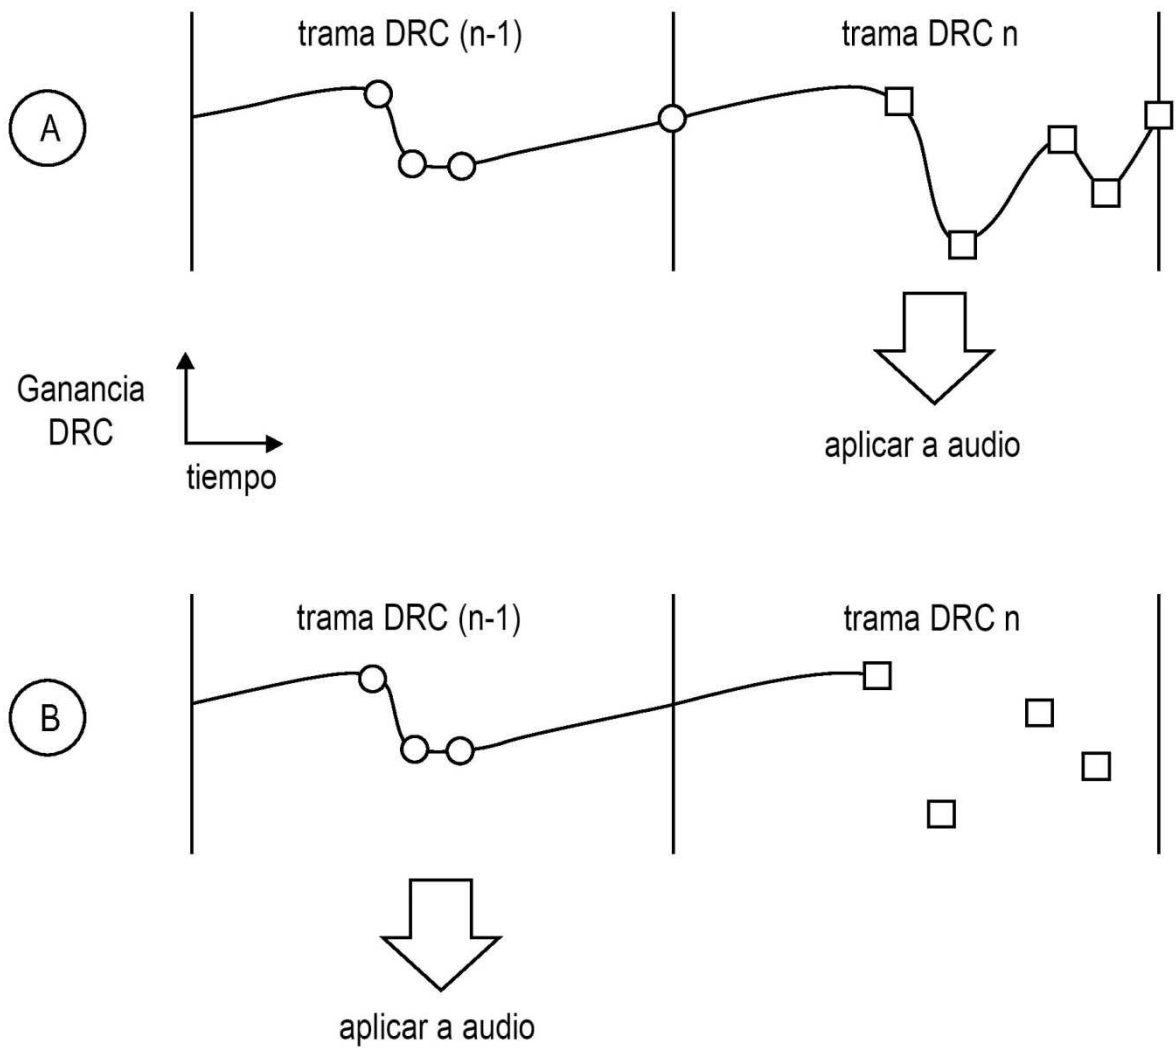 trama DRC (n-1)
trama DRC n
A
Ganancia
DRC
tiempo
aplicar a audio
trama DRC (n-1)
trama DRC n
B
aplicar a audio